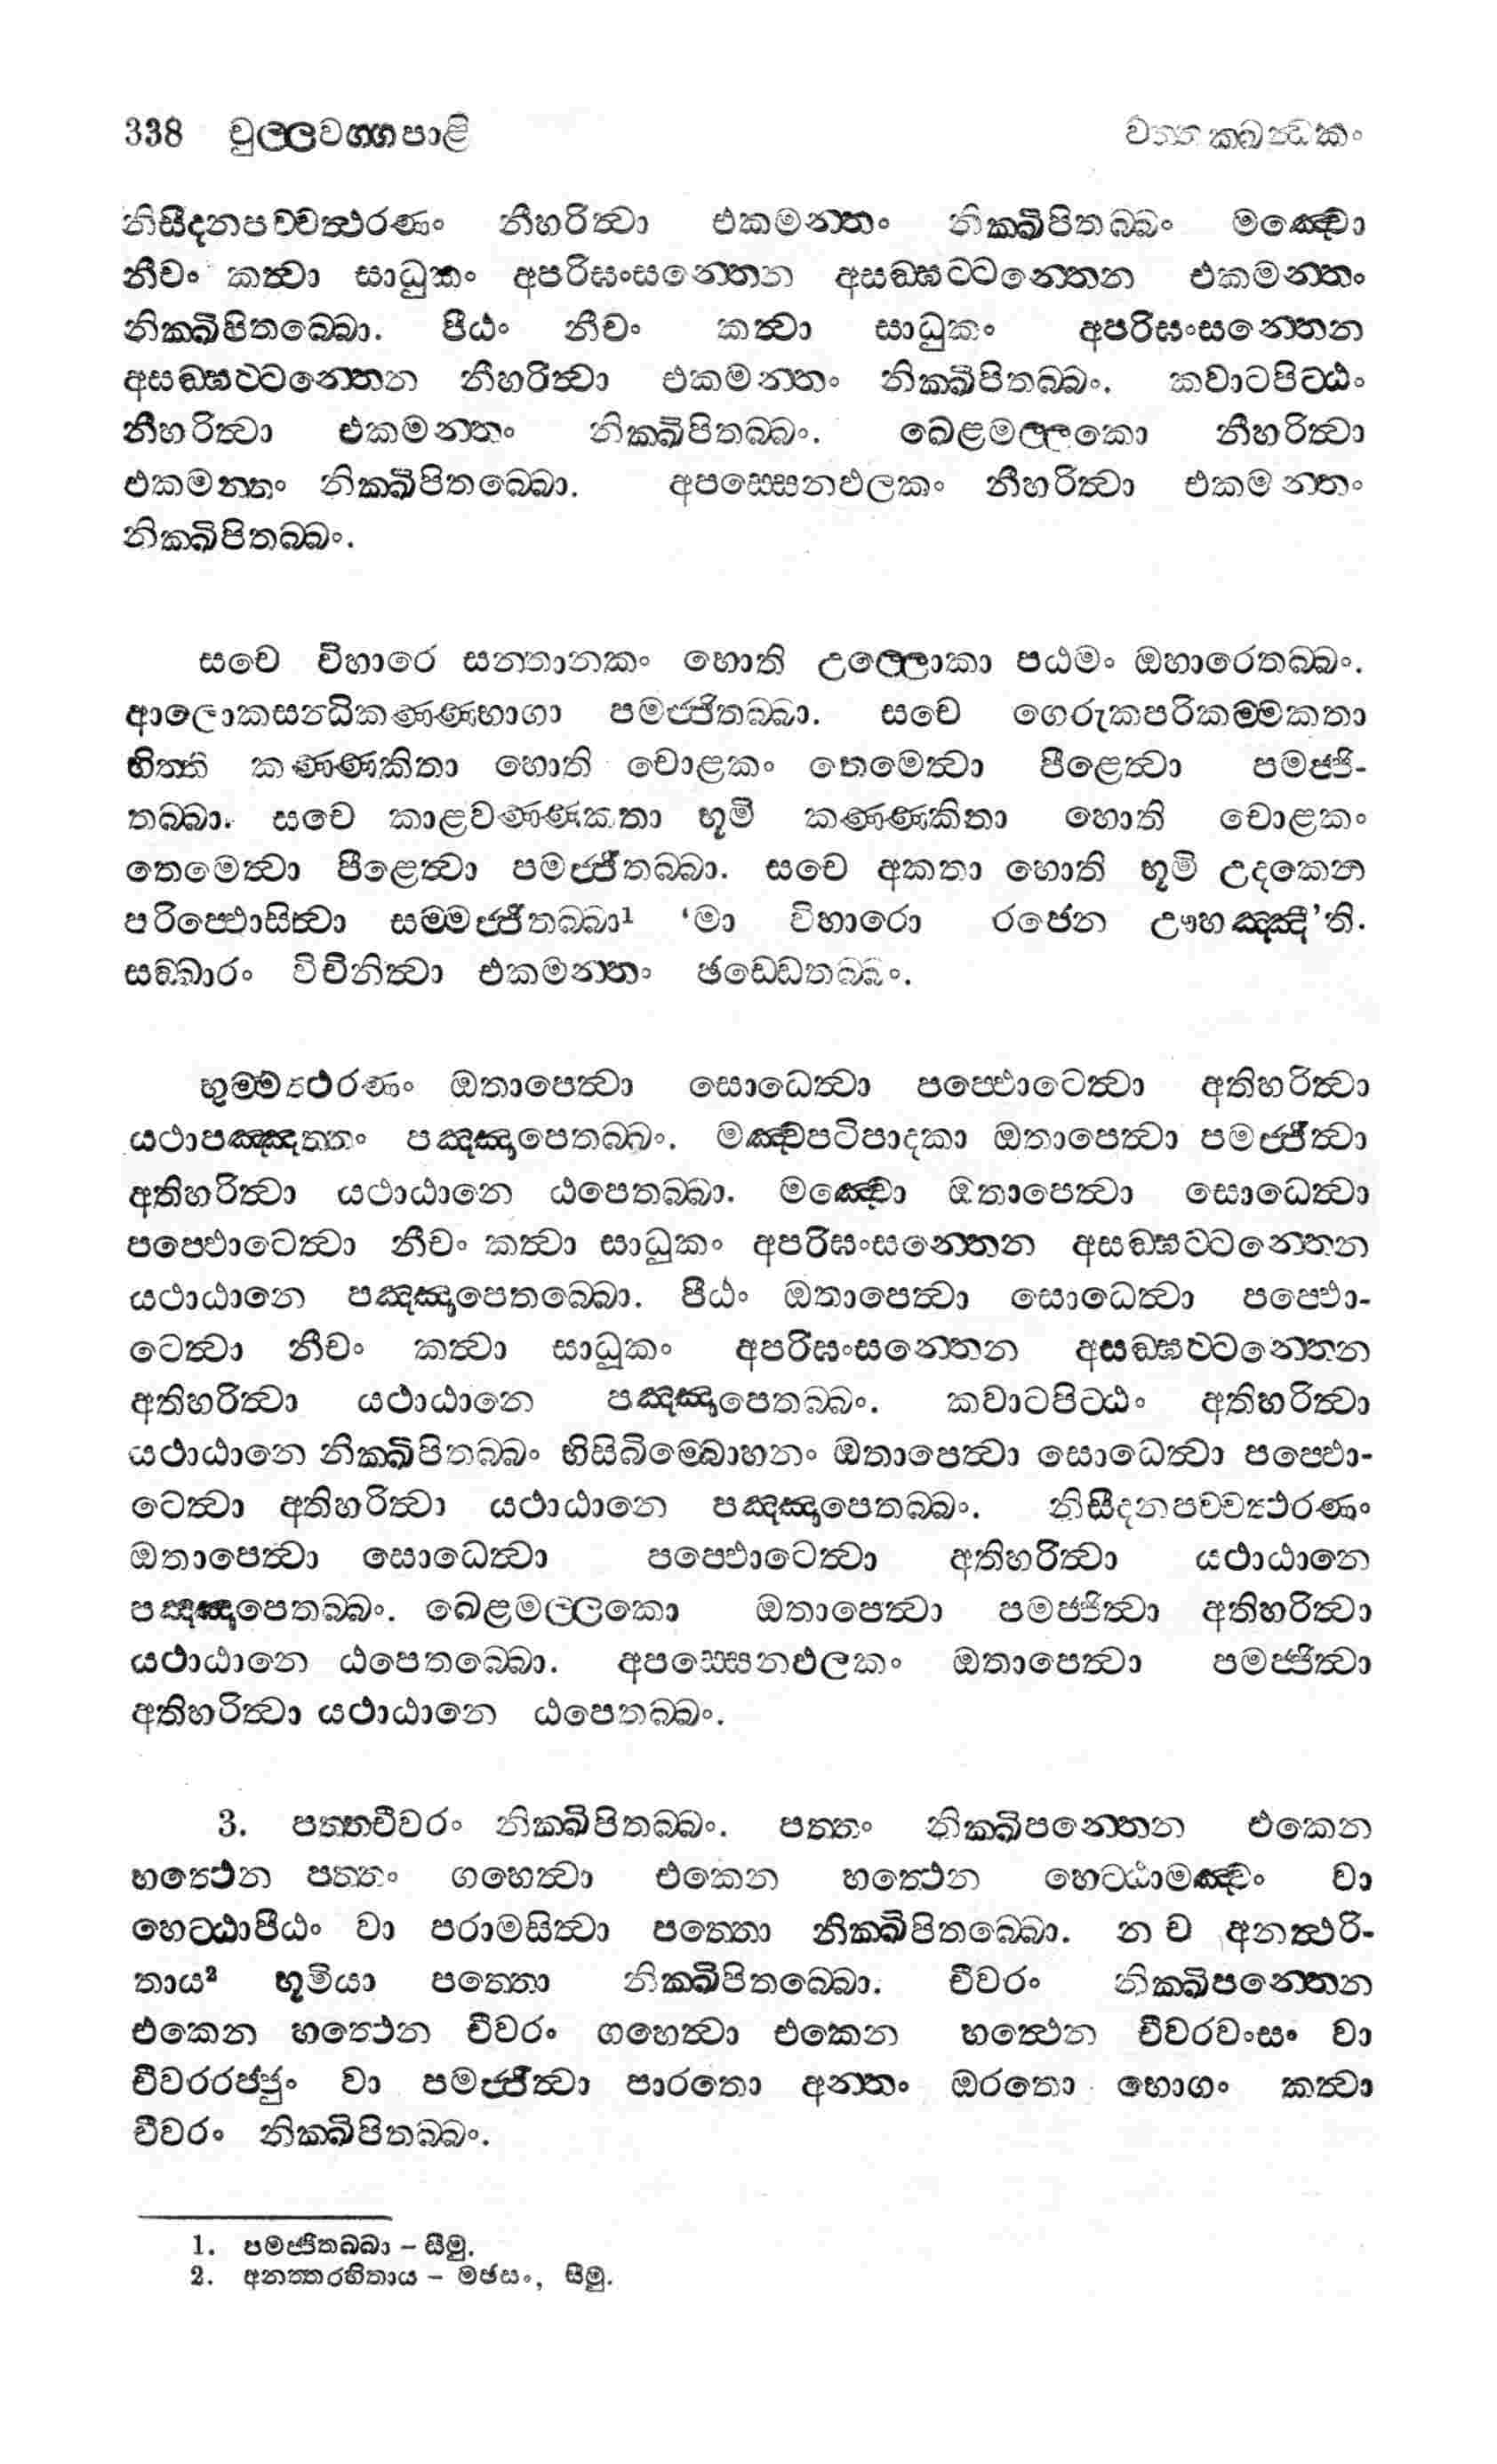 338 චුල්ලවග්ගපාළි වත්තක්ඛන්ධකං
නිසීදනපච්චත්ථරණං නීහරිත්වා එකමන්තං නික්ඛිපිතබ්බං මඤ්චො
නීචං කත්වා සාධුකං අපරිඝංසන්තෙන අසඞ්ඝට්ටන්තෙන එකමන්තං
නික්ඛිපිතබ්බො. පීඨං නීචං කත්වා සාධුකං අපරිඝංසන්තෙන
අසඞ්ඝට්ටන්තෙන නීහරිත්වා එකමන්තං නික්ඛිපිතබ්බං. කවාටපිට්ඨං
නීහරිත්වා එකමන්තං නික්ඛිපිතබ්බං. ඛෙළමල්ලකො නීහරිත්වා
එකමන්තං නික්ඛිපිතබ්බො. අපස්සෙනඵලකං නීහරිත්වා එකමන්තං
නික්ඛිපිතබ්බං.
සචෙ විහාරෙ සන්තානකං හොති උල්ලොකා පඨමං ඔහාරෙතබ්බං.
ආලොකසන්ධිකණ්ණභාගා පමජ්ජිතබ්බා. සචෙ ගෙරුකපරිකම්මකතා
භිත්ති කණ්ණකිතා හොති චොළකං තෙමෙත්වා පීළෙත්වා පමජ්ජි-
තබ්බා. සචෙ කාළවණ්ණකතා භූමි කණ්ණකිතා හොති චොළකං
තෙමෙත්වා පීළෙත්වා පමජ්ජිතබ්බා. සචෙ අකතා හොති භූමි උදකෙන
පරිප්ඵොසිත්වා සම්මජ්ජිතබ්බා¹ ‘මා විහාරො රජෙන ඌහඤ්ඤී’ති.
සඞ්කාරං විචිනිත්වා එකමන්තං ඡඩ්ඩෙතබ්බං.
භුම්මත්ථරණං ඔතාපෙත්වා සොධෙත්වා පප්ඵොටෙත්වා අතිහරිත්වා
යථාපඤ්ඤත්තං පඤ්ඤාපෙතබ්බං. මඤ්චපටිපාදකා ඔතාපෙත්වා පමජ්ජිත්වා
අතිහරිත්වා යථාඨානෙ ඨපෙතබ්බා. මඤ්චො ඔතාපෙත්වා සොධෙත්වා
පප්ඵොටෙත්වා නීචං කත්වා සාධුකං අපරිඝංසන්තෙන අසඞ්ඝට්ටන්තෙන
යථාඨානෙ පඤ්ඤාපෙතබ්බො. පීඨං ඔතාපෙත්වා සොධෙත්වා පප්ඵො-
ටෙත්වා නීචං කත්වා සාධූකං අපරිඝංසන්තෙන අසඞ්ඝට්ටන්තෙන
අතිහරිත්වා යථාඨානෙ පඤ්ඤාපෙතබ්බං. කවාටපිට්ඨං අතිහරිත්වා
යථාඨානෙ නික්ඛිපිතබ්බං භිසිබිම්බොහනං ඔතාපෙත්වා සොධෙත්වා පප්ඵො-
ටෙත්වා අතිහරිත්වා යථාඨානෙ පඤ්ඤාපෙතබ්බං. නිසීදනපච්චත්ථරණං
ඔතාපෙත්වා සොධෙත්වා පප්ඵොටෙත්වා අතිහරිත්වා යථාඨානෙ
පඤ්ඤාපෙතබ්බං. ඛෙළමල්ලකො ඔතාපෙත්වා පමජ්ජිත්වා අතිහරිත්වා
යථාඨානෙ ඨපෙතබ්බො. අපස්සෙනඵලකං ඔතාපෙත්වා පමජ්ජිත්වා
අතිහරිත්වා යථාඨානෙ ඨපෙතබ්බං.
3. පත්තචීවරං නික්ඛිපිතබ්බං. පත්තං නික්ඛිපන්තෙන එකෙන
හත්ථෙන පත්තං ගහෙත්වා එකෙන හත්ථෙන හෙට්ඨාමඤ්චං වා
හෙට්ඨාපීඨං වා පරාමසිත්වා පත්තො නික්ඛිපිතබ්බො. න ච අනත්ථරි-
තාය² භූමියා පත්තො නික්ඛිපිතබ්බො. චීවරං නික්ඛිපන්තෙන
එකෙන හත්ථෙන චීවරං ගහෙත්වා එකෙන හත්ථෙන චීවරවංසං වා
චීවරරජ්ජුං වා පමජ්ජිත්වා පාරතො අන්තං ඔරතො භොගං කත්වා
චීවරං නික්ඛිපිතබ්බං.
1. පමජ්ජිතබ්බා – සීමු.
2. අනන්තරහිතාය – මඡසං, සීමු.